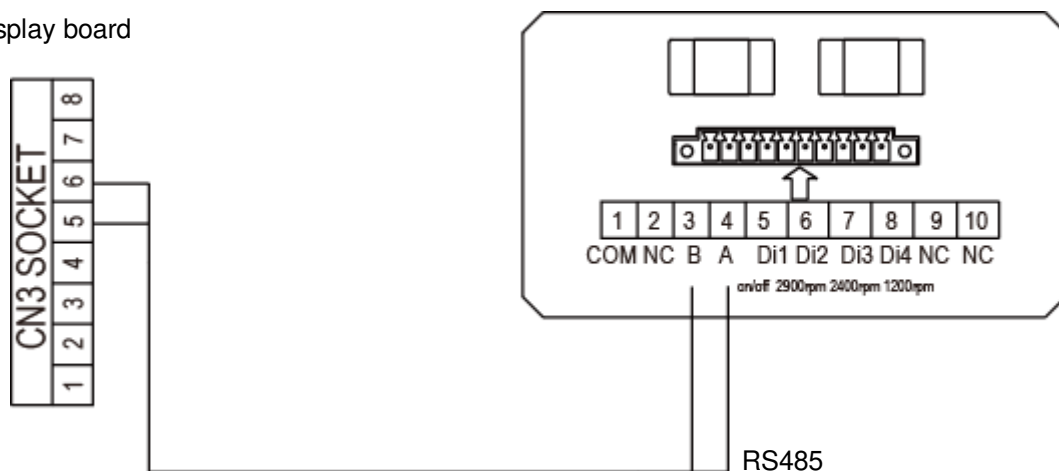 splay board
CN3 SOCKET
8
7
6
5
4
3
2
1
1 2 3 4 5 6 7 8 9 10
COM NC B A Di1 Di2 Di3 Di4 NC NC
on/off 2900rpm 2400rpm 1200rpm
RS485